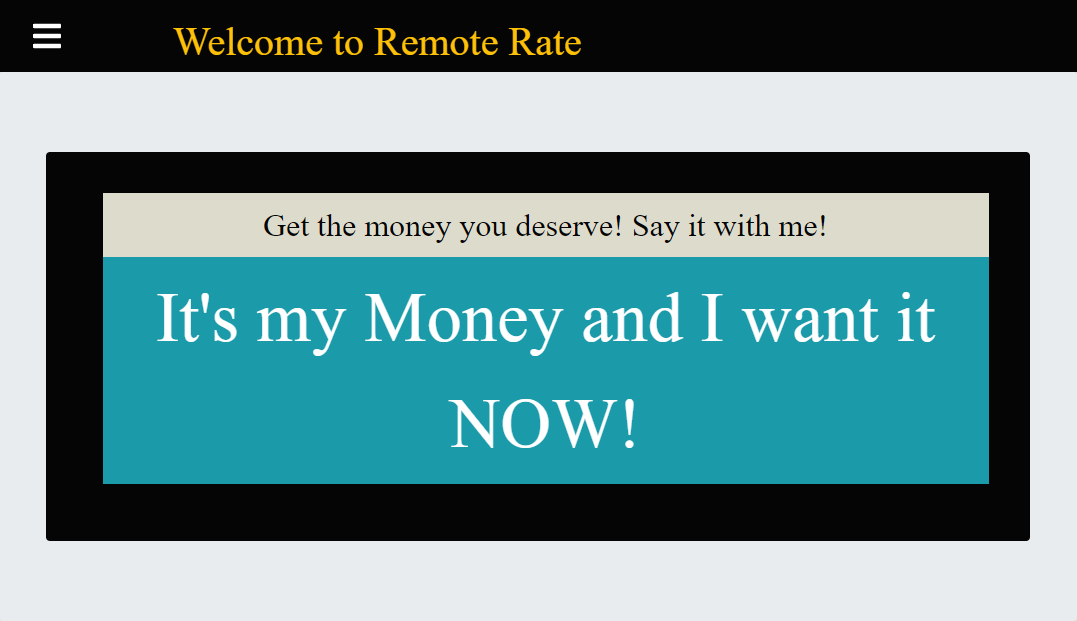 Welcome to Remote Rate
Get the money you deserve! Say it with me!
It's my Money and I want it
NOW!